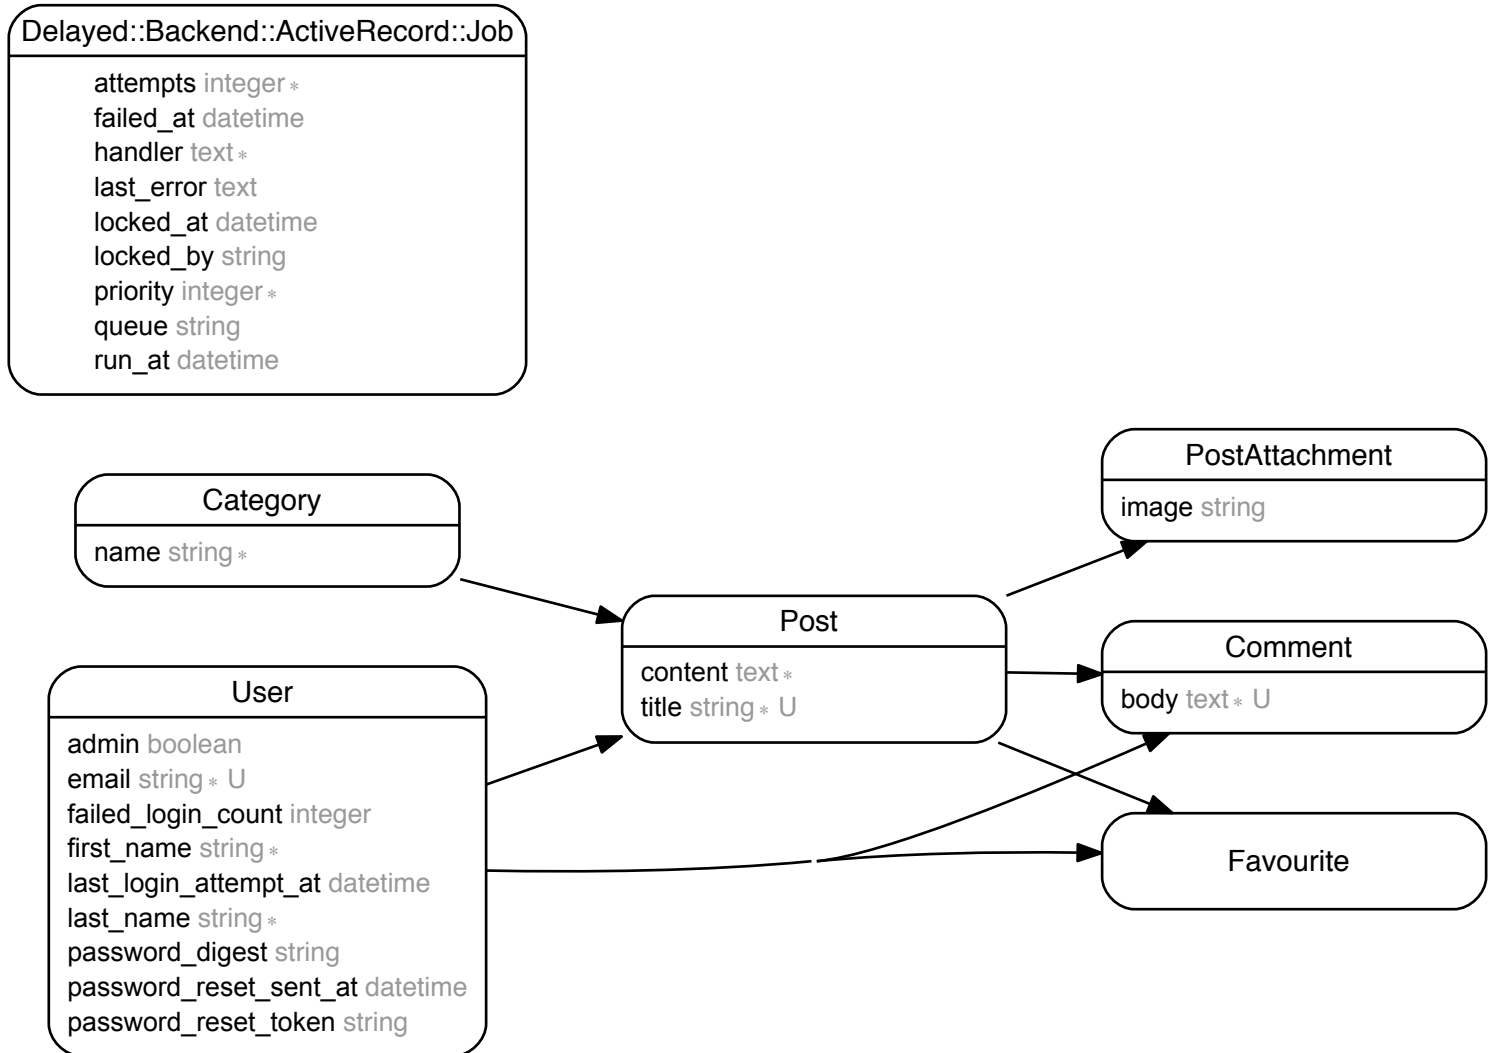 Delayed::Backend::ActiveRecord::Job
attempts integer *
failed_at datetime
handler text *
last_error text
locked_at datetime
locked_by string
priority integer *
queue string
run_at datetime
Category
name string *
User
admin boolean
email string * U
failed_login_count integer
first_name string *
last_login_attempt_at datetime
last_name string *
password_digest string
password_reset_sent_at datetime
password_reset_token string
Post
content text *
title string * U
PostAttachment
image string
Comment
body text * U
Favourite